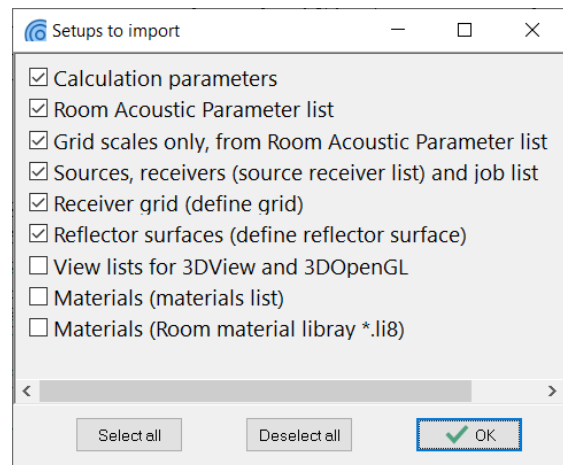 Setups to import
Calculation parameters
Room Acoustic Parameter list
Grid scales only, from Room Acoustic Parameter list
Sources, receivers (source receiver list) and job list
Receiver grid (define grid)
Reflector surfaces (define reflector surface)
View lists for 3DView and 3DOpenGL
Materials (materials list)
Materials (Room material libray *.li8)
Select all
Deselect all
OK